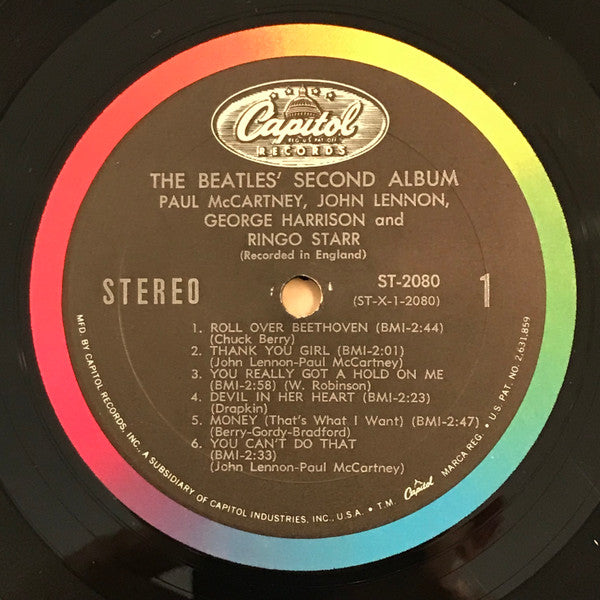 Capitol
REG. U.S. PAT. OFF.
RECORDS
THE BEATLES' SECOND ALBUM
PAUL McCARTNEY, JOHN LENNON,
GEORGE HARRISON and
RINGO STARR
(Recorded in England)
STEREO
ST-2080
(ST-X-1-2080)
1
1. ROLL OVER BEETHOVEN (BMI-2:44)
(Chuck Berry)
2. THANK YOU GIRL (BMI-2:01)
(John Lennon-Paul McCartney)
3. YOU REALLY GOT A HOLD ON ME
(BMI-2:58) (W. Robinson)
4. DEVIL IN HER HEART (BMI-2:23)
(Drapkin)
5. MONEY (That's What I Want) (BMI-2:47)
(Berry-Gordy-Bradford)
6. YOU CAN'T DO THAT
(BMI-2:33)
(John Lennon-Paul McCartney)
MFD. BY CAPITOL RECORDS, INC., A SUBSIDIARY OF CAPITOL INDUSTRIES, INC., U.S.A. • T.M. Capitol MARCA REG. • U.S. PAT. NO. 2,631,859